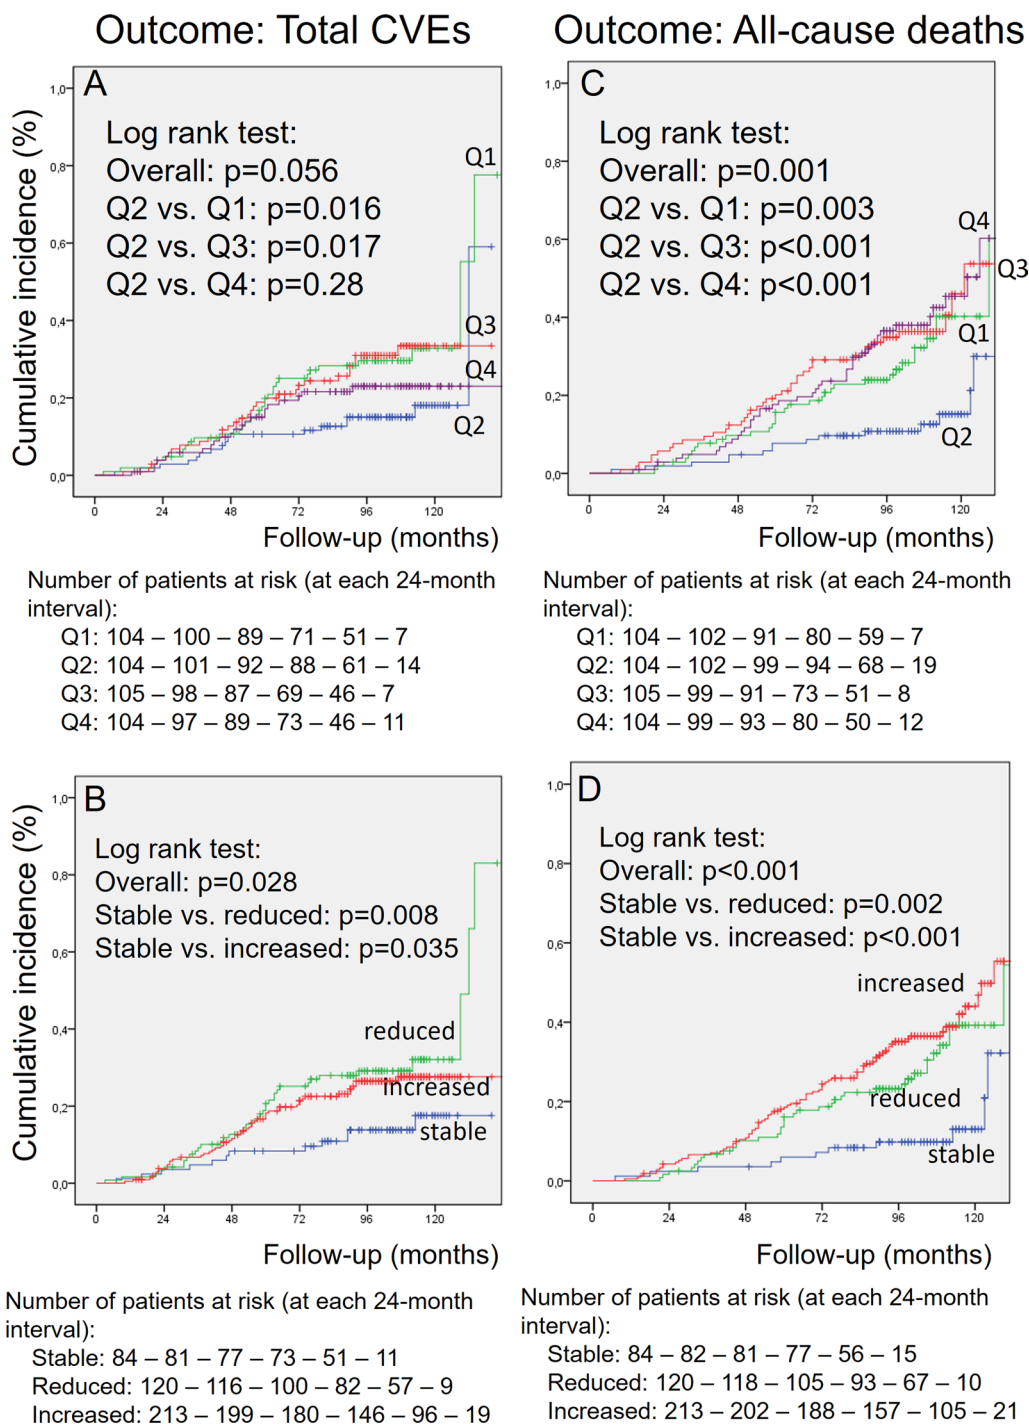 Outcome: Total CVEs
Outcome: All-cause deaths
A
Log rank test:
Overall: p=0.056
Q2 vs. Q1: p=0.016
Q2 vs. Q3: p=0.017
Q2 vs. Q4: p=0.28
Cumulative incidence (%)
1,0
0,8
0,6
0,4
0,2
0,0
Q1
Q3
Q4
Q2
0 24 48 72 96 120
Follow-up (months)
Number of patients at risk (at each 24-month
interval):
Q1: 104 – 100 – 89 – 71 – 51 – 7
Q2: 104 – 101 – 92 – 88 – 61 – 14
Q3: 105 – 98 – 87 – 69 – 46 – 7
Q4: 104 – 97 – 89 – 73 – 46 – 11
C
Log rank test:
Overall: p=0.001
Q2 vs. Q1: p=0.003
Q2 vs. Q3: p<0.001
Q2 vs. Q4: p<0.001
1,0
0,8
0,6
0,4
0,2
0,0
Q4
Q3
Q1
Q2
0 24 48 72 96 120
Follow-up (months)
Number of patients at risk (at each 24-month
interval):
Q1: 104 – 102 – 91 – 80 – 59 – 7
Q2: 104 – 102 – 99 – 94 – 68 – 19
Q3: 105 – 99 – 91 – 73 – 51 – 8
Q4: 104 – 99 – 93 – 80 – 50 – 12
B
Log rank test:
Overall: p=0.028
Stable vs. reduced: p=0.008
Stable vs. increased: p=0.035
Cumulative incidence (%)
1,0
0,8
0,6
0,4
0,2
0,0
reduced
increased
stable
0 24 48 72 96 120
Follow-up (months)
Number of patients at risk (at each 24-month
interval):
Stable: 84 – 81 – 77 – 73 – 51 – 11
Reduced: 120 – 116 – 100 – 82 – 57 – 9
Increased: 213 – 199 – 180 – 146 – 96 – 19
D
Log rank test:
Overall: p<0.001
Stable vs. reduced: p=0.002
Stable vs. increased: p<0.001
1,0
0,8
0,6
0,4
0,2
0,0
increased
reduced
stable
0 24 48 72 96 120
Follow-up (months)
Number of patients at risk (at each 24-month
interval):
Stable: 84 – 82 – 81 – 77 – 56 – 15
Reduced: 120 – 118 – 105 – 93 – 67 – 10
Increased: 213 – 202 – 188 – 157 – 105 – 21